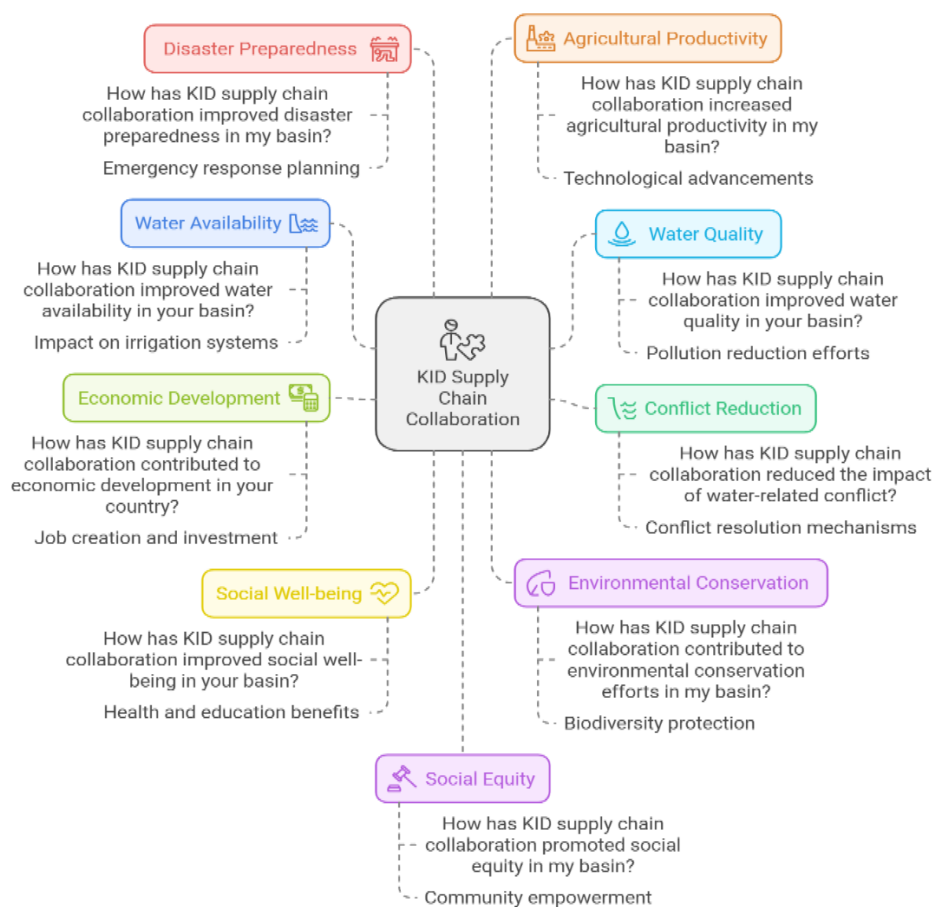 Disaster Preparedness
How has KID supply chain
collaboration improved disaster
preparedness in my basin?
Emergency response planning
Agricultural Productivity
How has KID supply chain
collaboration increased
agricultural productivity in my
basin?
Technological advancements
Water Availability
How has KID supply chain
collaboration improved water
availability in your basin?
Impact on irrigation systems
Water Quality
How has KID supply chain
collaboration improved water
quality in your basin?
Pollution reduction efforts
KID Supply
Chain
Collaboration
Economic Development
How has KID supply chain
collaboration contributed to
economic development in your
country?
Job creation and investment
Conflict Reduction
How has KID supply chain
collaboration reduced the impact
of water-related conflict?
Conflict resolution mechanisms
Social Well-being
How has KID supply chain
collaboration improved social well-
being in your basin?
Health and education benefits
Environmental Conservation
How has KID supply chain
collaboration contributed to
environmental conservation
efforts in my basin?
Biodiversity protection
Social Equity
How has KID supply chain
collaboration promoted social
equity in my basin?
Community empowerment